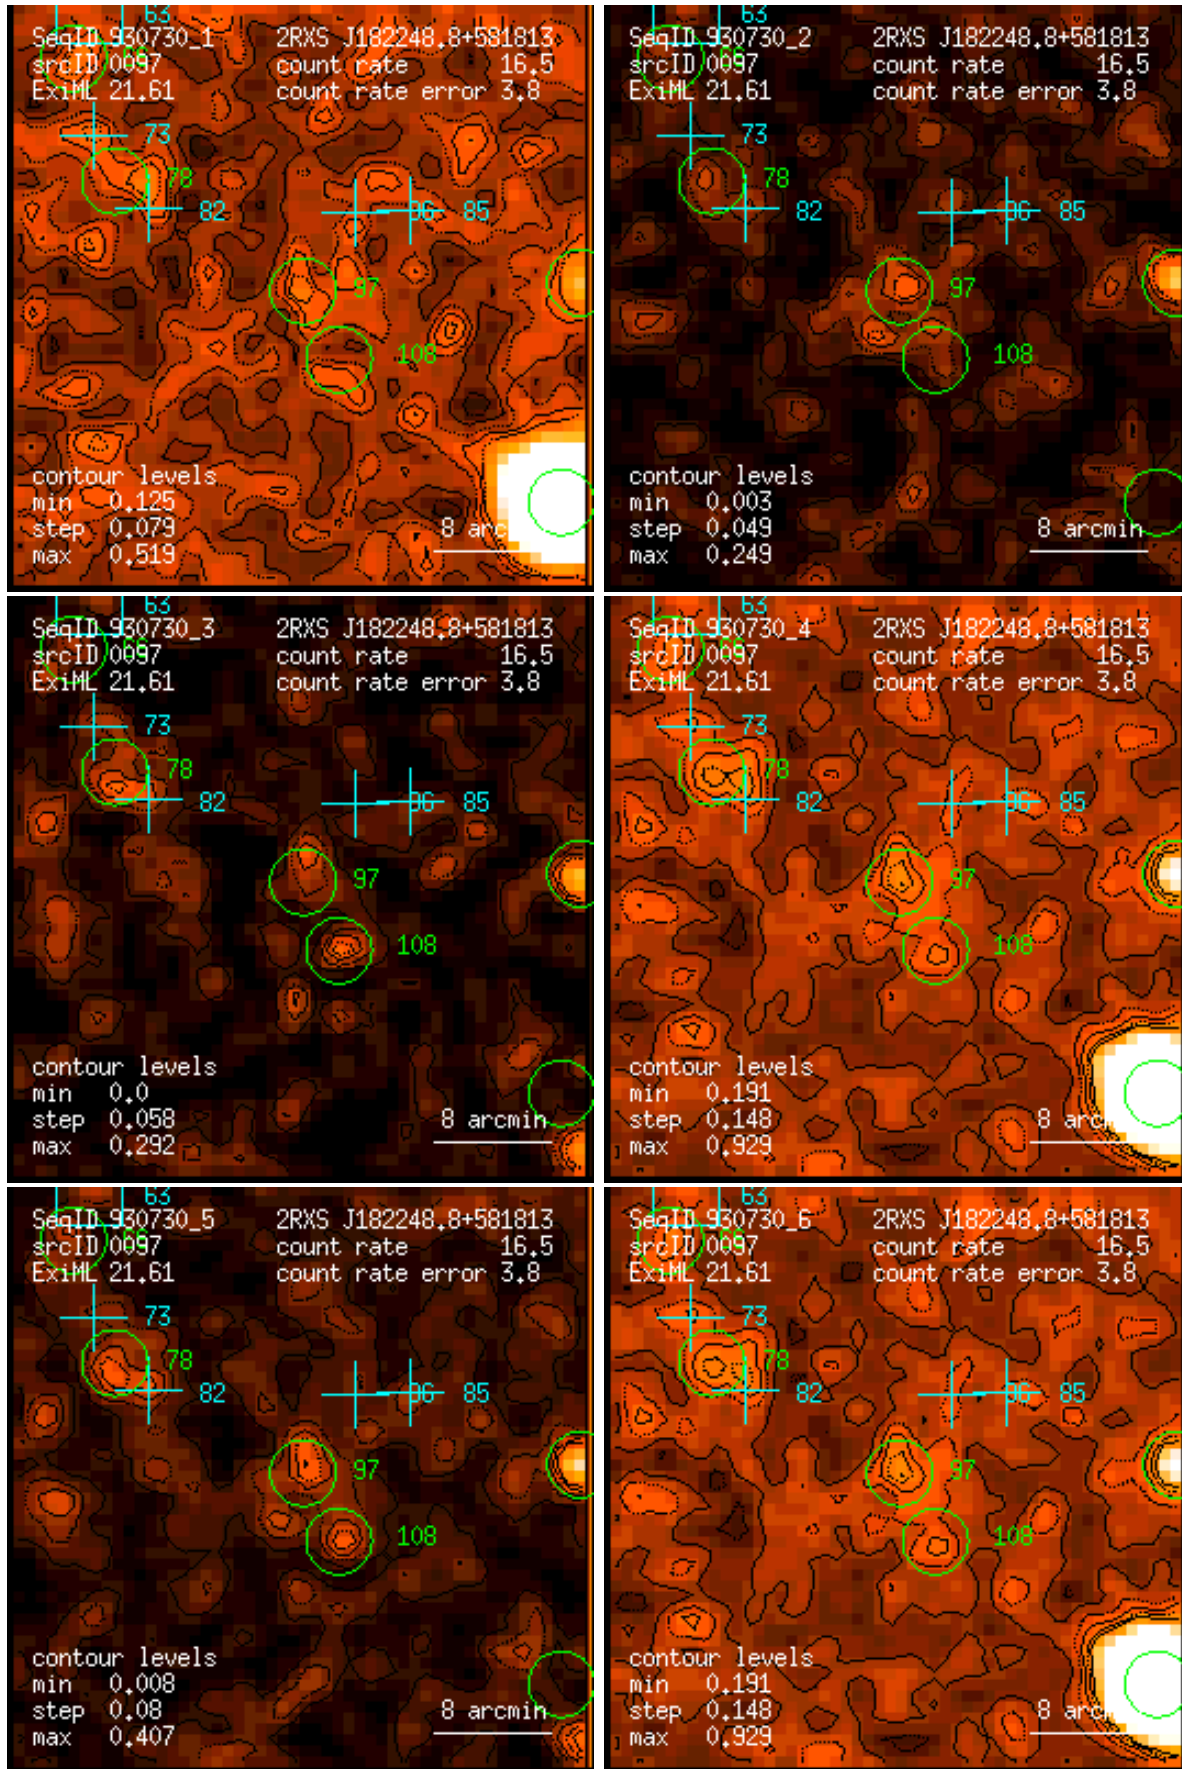 63
SeqID 930730_1 2RXS J182248.8+581813
srcID 0097 count rate 16.5
ExiML 21.61 count rate error 3.8
73
78
82 96 85
97
108
contour levels
min 0.125
step 0.079 8 arc
max 0.519
63
SeqID 930730_2 2RXS J182248.8+581813
srcID 0097 count rate 16.5
ExiML 21.61 count rate error 3.8
73
78
82 96 85
97
108
contour levels
min 0.003
step 0.049 8 arcmin
max 0.249
63
SeqID 930730_3 2RXS J182248.8+581813
srcID 0097 count rate 16.5
ExiML 21.61 count rate error 3.8
73
78
82 96 85
97
108
contour levels
min 0.0
step 0.058 8 arcmin
max 0.292
63
SeqID 930730_4 2RXS J182248.8+581813
srcID 0097 count rate 16.5
ExiML 21.61 count rate error 3.8
73
78
82 96 85
97
108
contour levels
min 0.191
step 0.148 8 arc
max 0.929
63
SeqID 930730_5 2RXS J182248.8+581813
srcID 0097 count rate 16.5
ExiML 21.61 count rate error 3.8
73
78
82 96 85
97
108
contour levels
min 0.008
step 0.08 8 arcmin
max 0.407
63
SeqID 930730_6 2RXS J182248.8+581813
srcID 0097 count rate 16.5
ExiML 21.61 count rate error 3.8
73
78
82 96 85
97
108
contour levels
min 0.191
step 0.148 8 arc
max 0.929